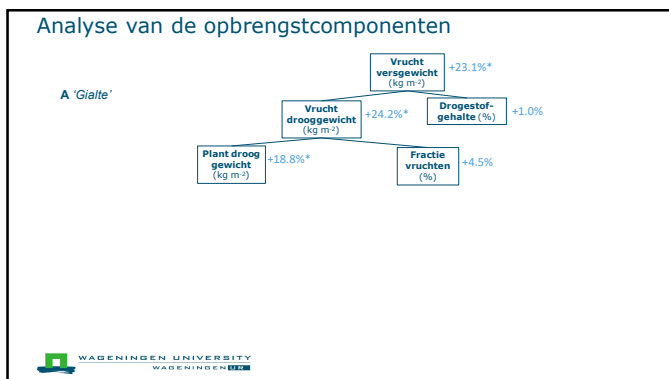 Analyse van de opbrengstcomponenten
A 'Gialte'
Vrucht
versgewicht
(kg m-2)
+23.1%*
Vrucht
drooggewicht
(kg m-2)
+24.2%*
Drogestof-
gehalte (%)
+1.0%
Plant droog
gewicht
(kg m-2)
+18.8%*
Fractie
vruchten
(%)
+4.5%
WAGENINGEN UNIVERSITY
WAGENINGEN UR